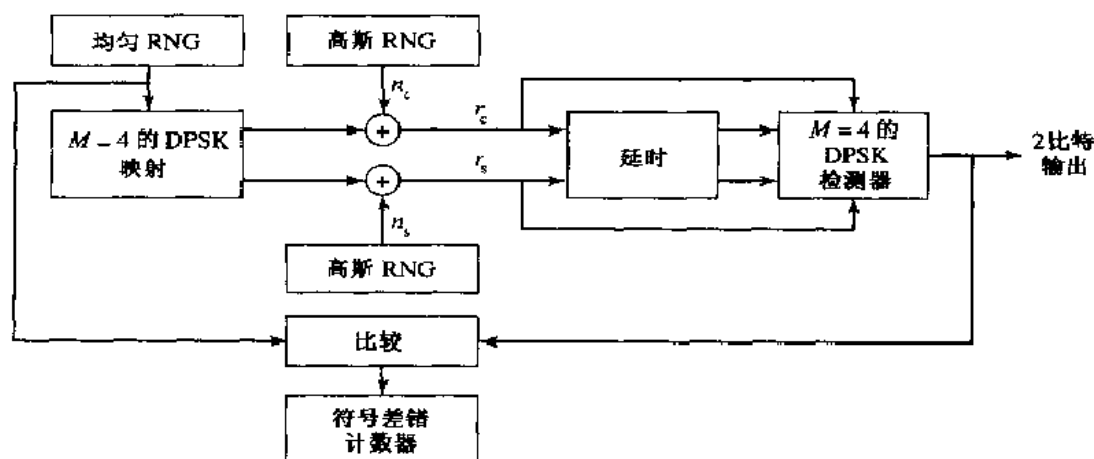 均匀 RNG
高斯 RNG
n_c
M - 4 的 DPSK
映射
r_c
r_s
延时
M = 4 的
DPSK
检测器
2比特
输出
n_s
高斯 RNG
比较
符号差错
计数器